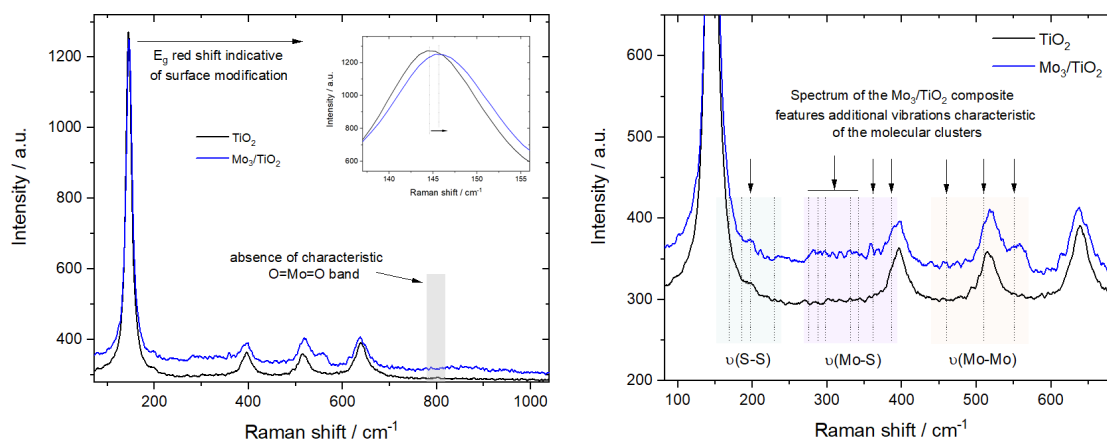 1200
1000
800
600
400
Intensity / a.u.
200
400
600
800
1000
Raman shift / cm⁻¹
E_g red shift indicative
of surface modification
TiO₂
Mo₃/TiO₂
absence of characteristic
O=Mo=O band
1300
1200
1100
1000
900
800
700
600
Intensity / a.u.
140
145
150
155
Raman shift / cm⁻¹
600
500
400
300
200
Intensity / a.u.
100
200
300
400
500
600
Raman shift / cm⁻¹
TiO₂
Mo₃/TiO₂
Spectrum of the Mo₃/TiO₂ composite
features additional vibrations characteristic
of the molecular clusters
υ(S-S)
υ(Mo-S)
υ(Mo-Mo)